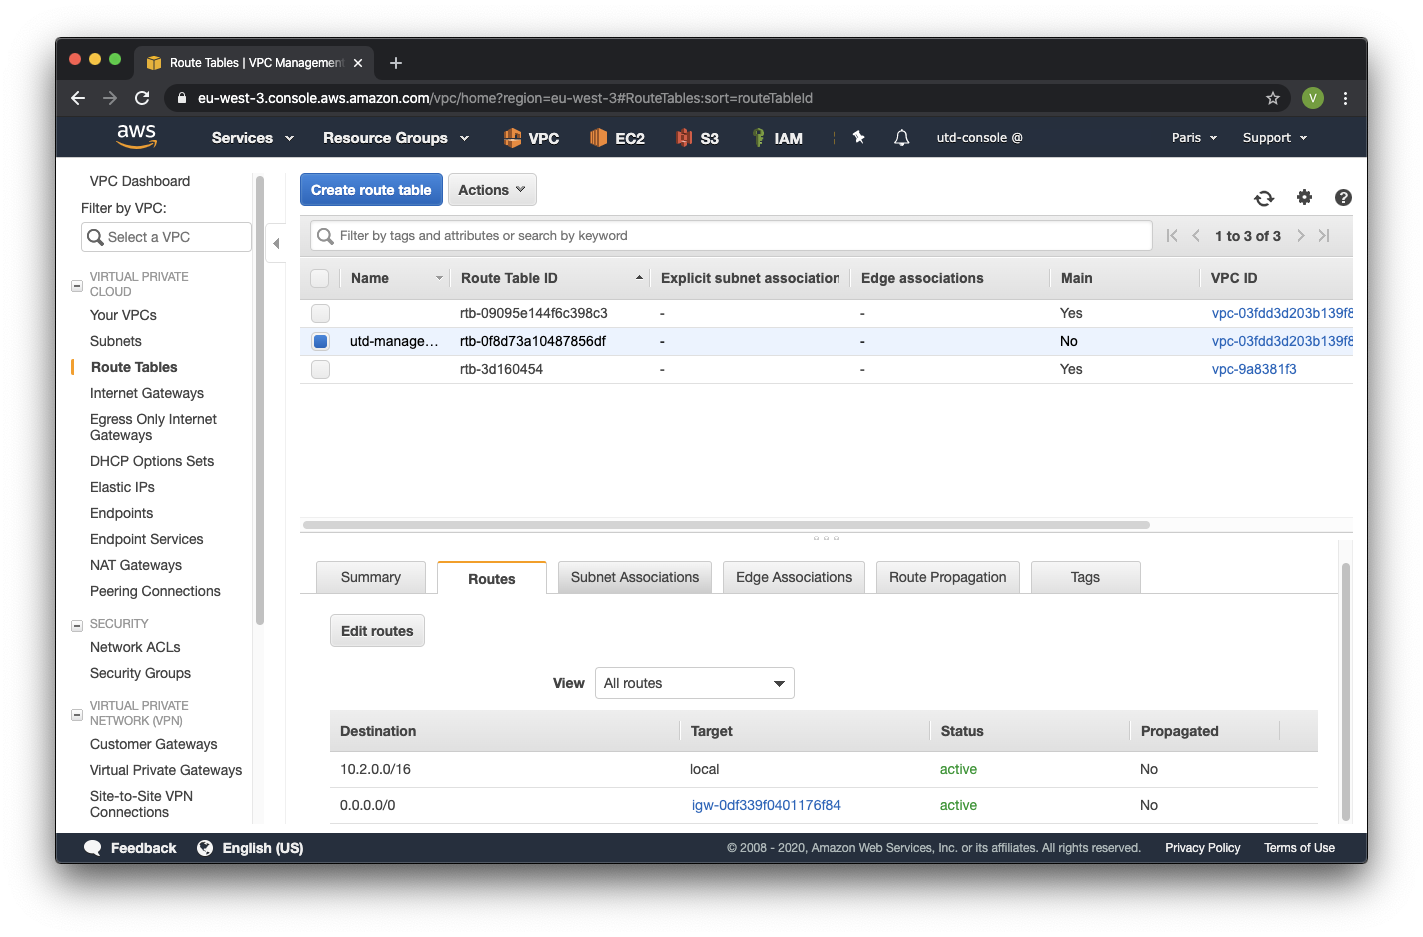 Route Tables | VPC Management
eu-west-3.console.aws.amazon.com/vpc/home?region=eu-west-3#RouteTables:sort=routeTableId
V
aws
Services
Resource Groups
VPC
EC2
S3
IAM
utd-console @
Paris
Support
VPC Dashboard
Filter by VPC:
Select a VPC
VIRTUAL PRIVATE
CLOUD
Your VPCs
Subnets
Route Tables
Internet Gateways
Egress Only Internet
Gateways
DHCP Options Sets
Elastic IPs
Endpoints
Endpoint Services
NAT Gateways
Peering Connections
SECURITY
Network ACLs
Security Groups
VIRTUAL PRIVATE
NETWORK (VPN)
Customer Gateways
Virtual Private Gateways
Site-to-Site VPN
Connections
Create route table
Actions
Filter by tags and attributes or search by keyword
1 to 3 of 3
Name Route Table ID Explicit subnet association Edge associations Main VPC ID
rtb-09095e144f6c398c3 - - Yes vpc-03fdd3d203b139f8
utd-manage... rtb-0f8d73a10487856df - - No vpc-03fdd3d203b139f8
rtb-3d160454 - - Yes vpc-9a8381f3
Summary
Routes
Subnet Associations
Edge Associations
Route Propagation
Tags
Edit routes
View All routes
Destination Target Status Propagated
10.2.0.0/16 local active No
0.0.0.0/0 igw-0df339f0401176f84 active No
Feedback
English (US)
© 2008 - 2020, Amazon Web Services, Inc. or its affiliates. All rights reserved.
Privacy Policy
Terms of Use